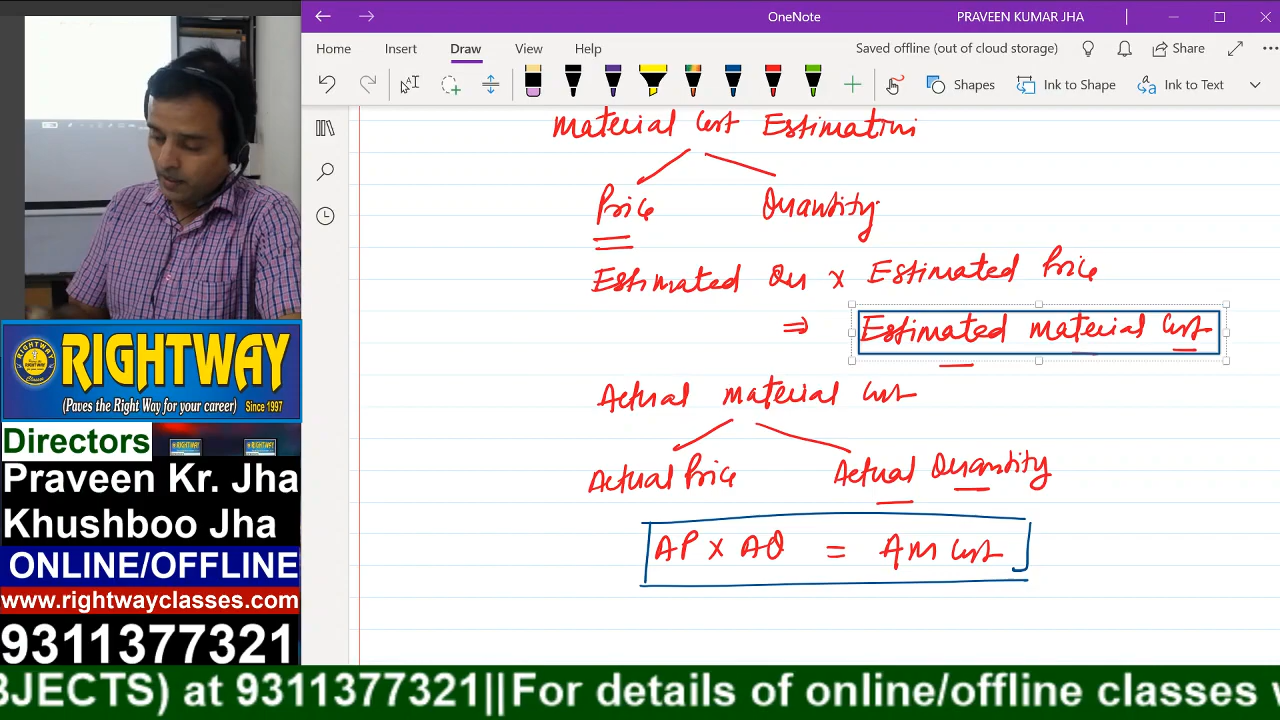 OneNote
PRAVEEN KUMAR JHA
Home Insert Draw View Help
Saved offline (out of cloud storage)
Share
Shapes
Ink to Shape
Ink to Text
Material Cost Estimation
Price Quantity
Estimated Qu x Estimated Price
⇒ Estimated material Cost
Actual material Cost
Actual Price Actual Quantity
AP x AQ = AM Cost
RIGHTWAY
(Paves the Right Way for your career) Since 1997
Directors
Praveen Kr. Jha
Khushboo Jha
ONLINE/OFFLINE
www.rightwayclasses.com
9311377321
BJECTS) at 9311377321||For details of online/offline classes v